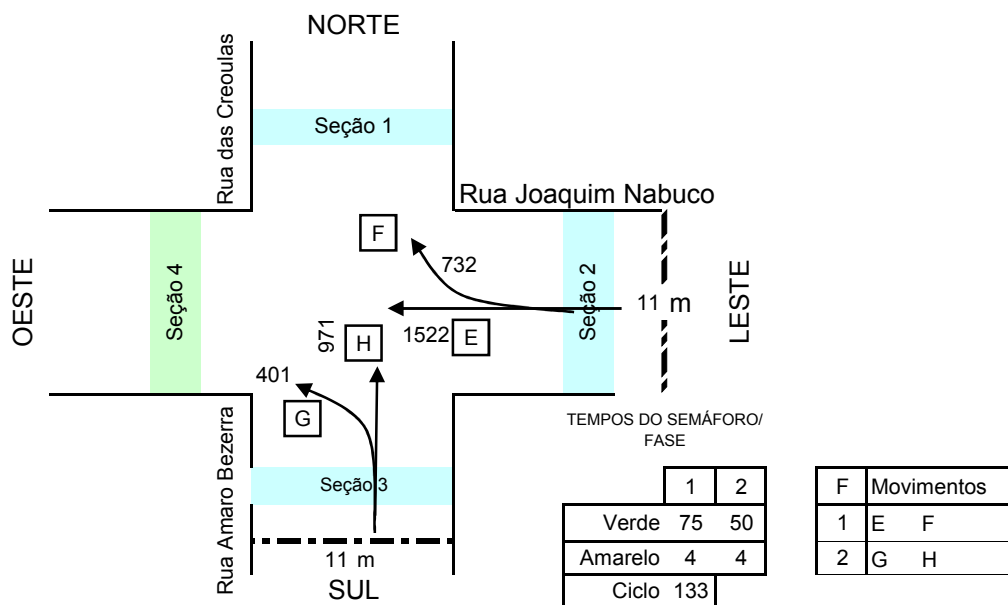 NORTE
Rua das Creoulas
Seção 1
Rua Joaquim Nabuco
F
732
OESTE
Seção 4
Seção 2
11 m
LESTE
971
H
1522
E
401
G
Rua Amaro Bezerra
Seção 3
11 m
SUL
TEMPOS DO SEMÁFORO/
FASE
1 2
Verde 75 50
Amarelo 4 4
Ciclo 133
F Movimentos
1 E F
2 G H